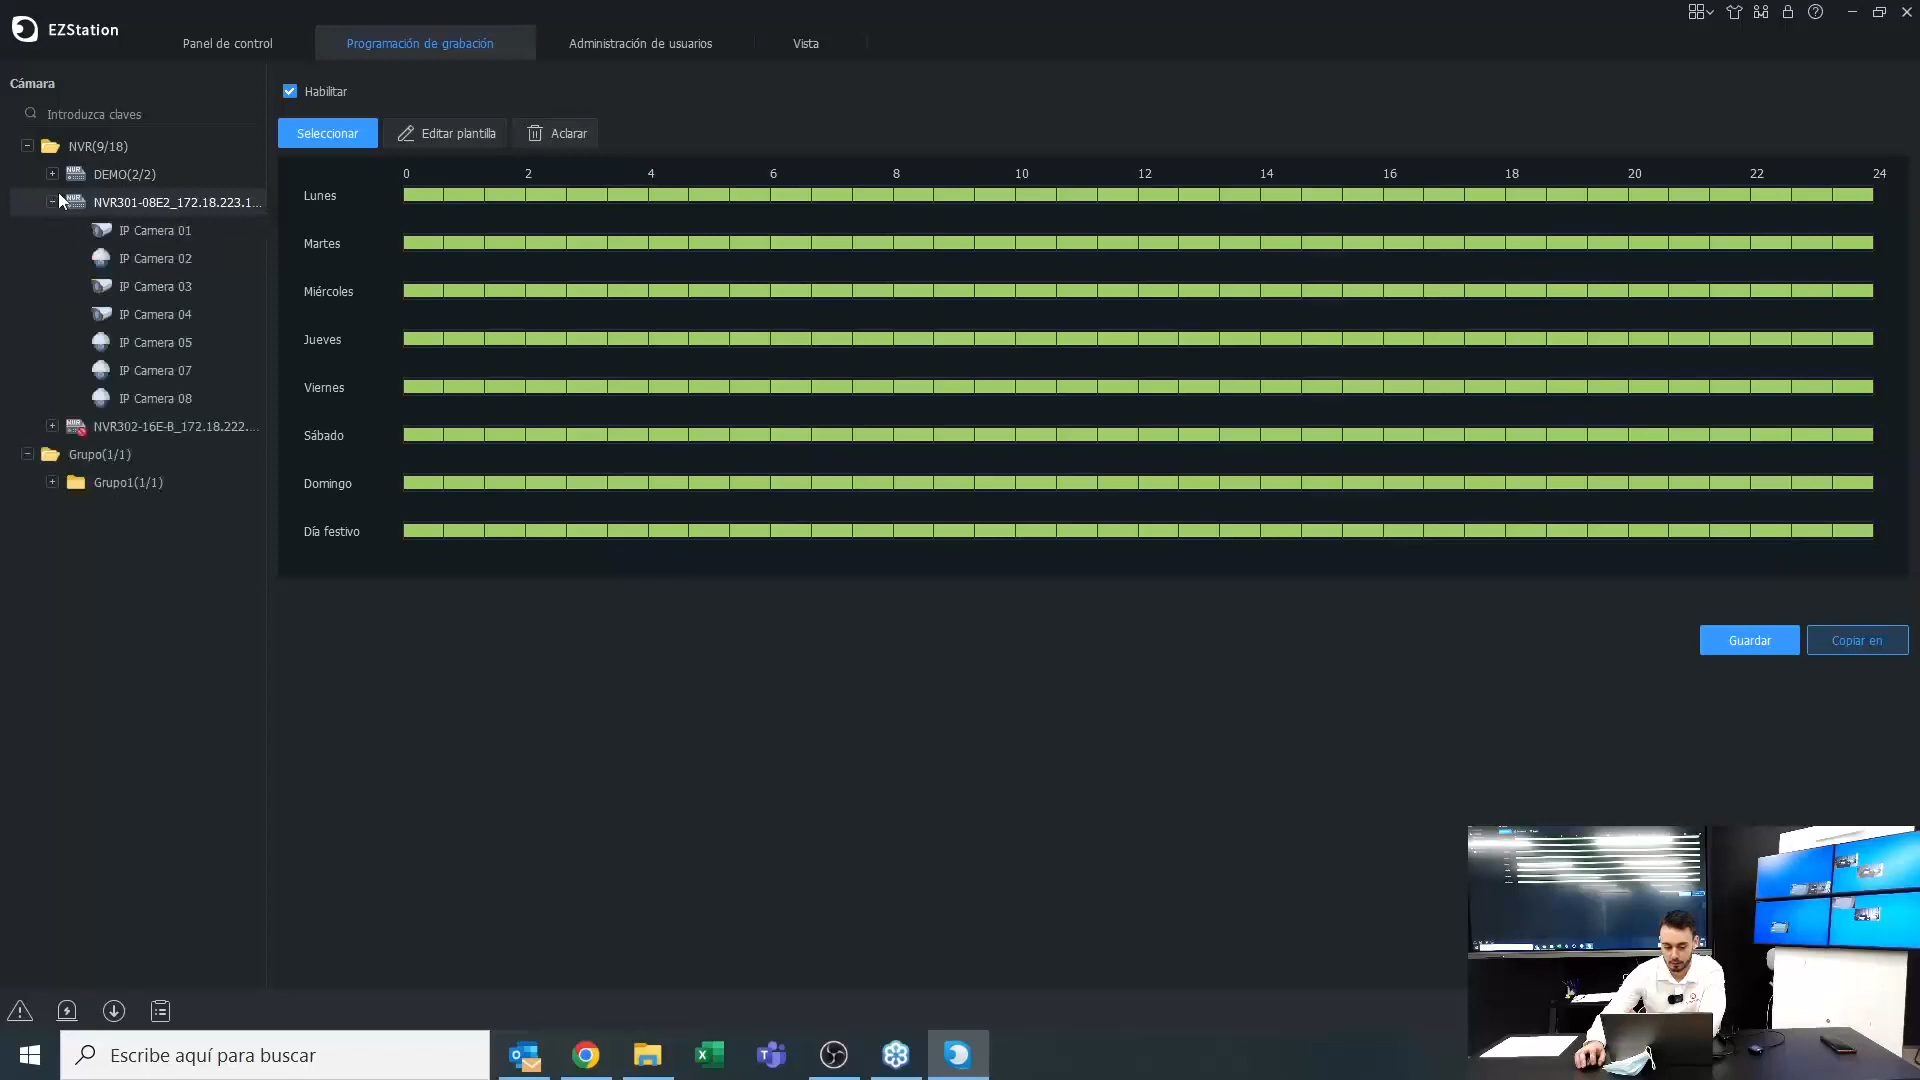 EZStation
Panel de control
Programación de grabación
Administración de usuarios
Vista
Cámara
Introduzca claves
NVR(9/18)
DEMO(2/2)
NVR301-08E2_172.18.223.1...
IP Camera 01
IP Camera 02
IP Camera 03
IP Camera 04
IP Camera 05
IP Camera 07
IP Camera 08
NVR302-16E-B_172.18.222....
Grupo(1/1)
Grupo1(1/1)
Habilitar
Seleccionar
Editar plantilla
Aclarar
0 2 4 6 8 10 12 14 16 18 20 22 24
Lunes
Martes
Miércoles
Jueves
Viernes
Sábado
Domingo
Día festivo
Guardar
Copiar en
Escribe aquí para buscar